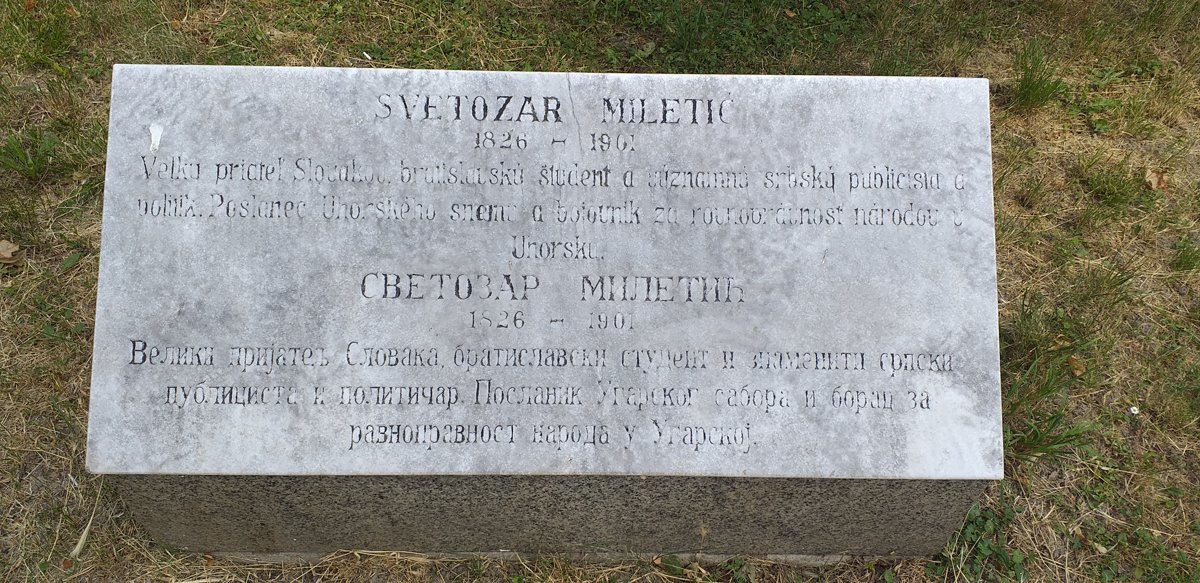 SVETOZAR MILETIĆ
1826 – 1901
Veľký priateľ Slovákov, bratislavský študent a významný srbský publicista a
politik. Poslanec Uhorského snemu a bojovník za rovnoprávnosť národov v
Uhorsku.
СВЕТОЗАР МИЛЕТИЋ
1826 – 1901
Велики пријатељ Словака, братиславски студент и знаменити српска
публициста и политичар. Посланик Угарског сабора и борац за
равноправност народа у Угарској.